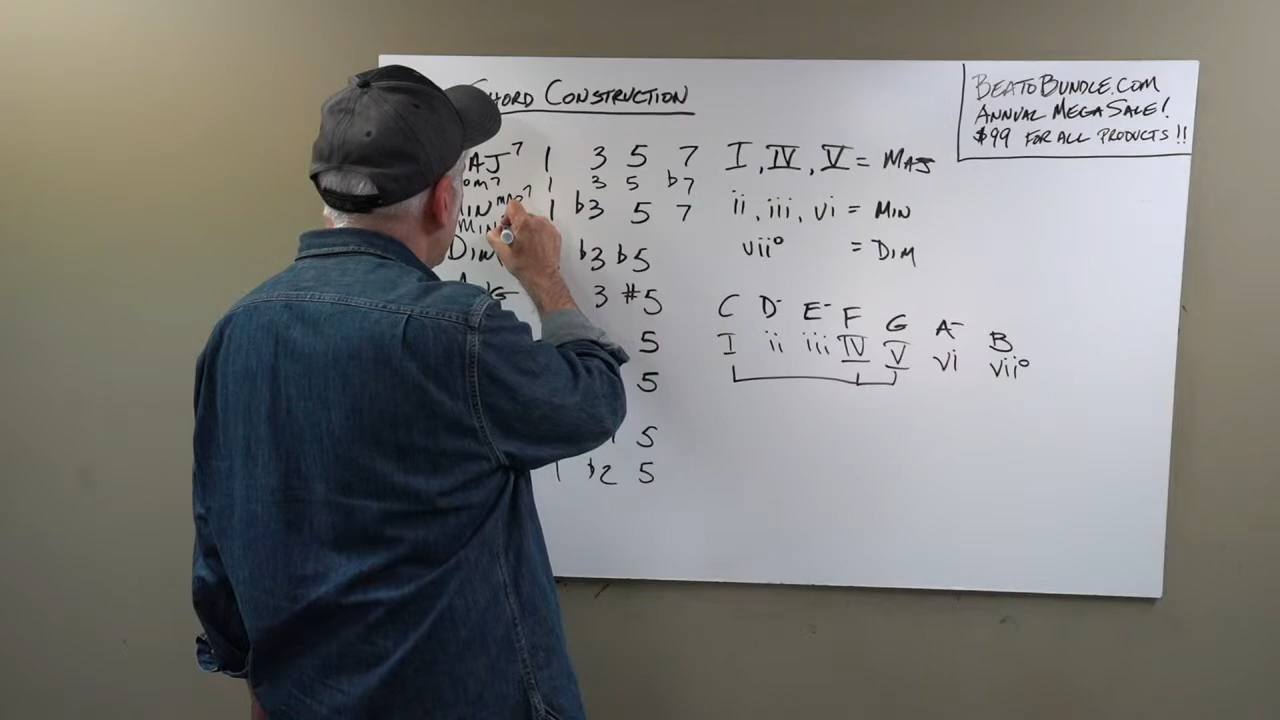 CHORD CONSTRUCTION
MAJ7 1 3 5 7
DOM7 1 3 5 b7
MINMAJ7 1 b3 5 7
MIN
DIM b3 b5
AUG 3 #5
5
5
5
1 b2 5
I, IV, V = MAJ
ii, iii, vi = MIN
vii° = DIM
C D- E- F G A- B
I ii iii IV V vi vii°
BEATOBUNDLE.COM
ANNUAL MEGA SALE!
$99 FOR ALL PRODUCTS!!